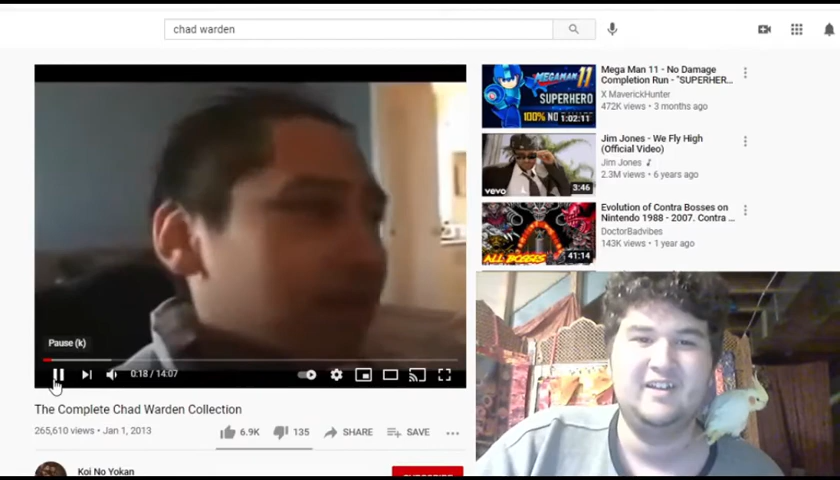 chad warden
Pause (k)
0:18 / 14:07
The Complete Chad Warden Collection
265,610 views • Jan 1, 2013
6.9K
135
SHARE
SAVE
Koi No Yokan
MEGAMAN 11
SUPERHERO
100% NO
1:02:11
Mega Man 11 - No Damage
Completion Run - "SUPERHER...
X MaverickHunter
472K views • 3 months ago
vevo
3:46
Jim Jones - We Fly High
(Official Video)
Jim Jones
2.3M views • 6 years ago
ALL BOSSES
41:14
Evolution of Contra Bosses on
Nintendo 1988 - 2007. Contra ...
DoctorBadvibes
143K views • 1 year ago